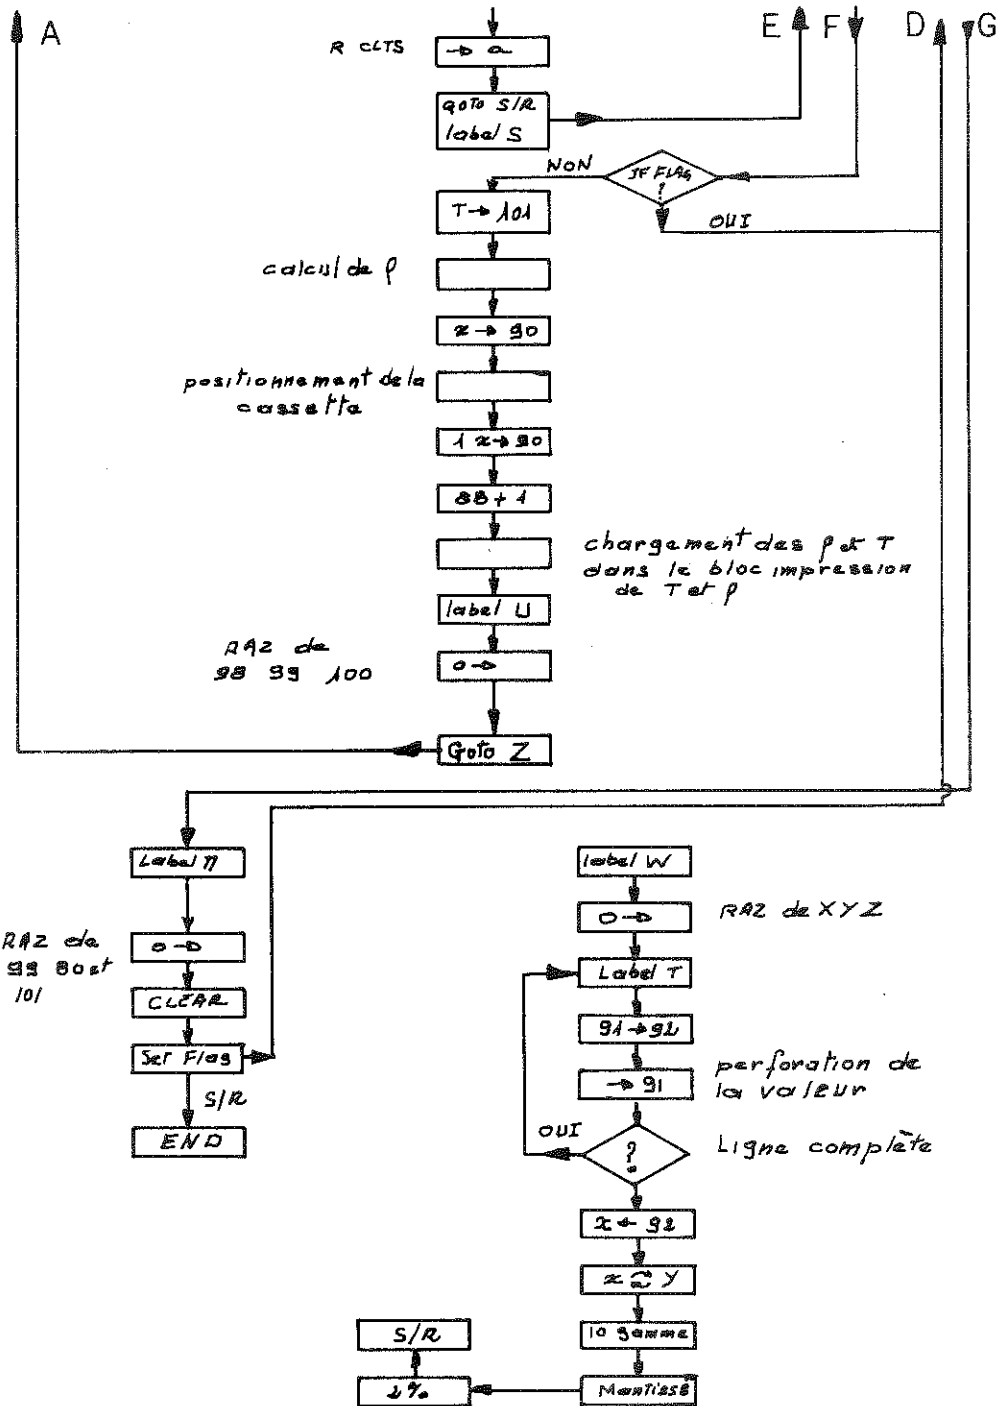 A
E
F
D
G
R CLTS
→ a
GOTO S/R
label S
NON
IF FLAG
?
OUI
T → 101
calcul de ρ
x → 90
positionnement de la
cassette
1 x → 90
88 + 1
chargement des ρ et T
dans le bloc impression
de T et ρ
label U
RAZ de
98 99 100
0 →
Goto Z
Label M
RAZ de
99 80 et
101
0 →
CLEAR
Set Flag
S/R
END
label W
0 →
RAZ de X Y Z
Label T
91 → 92
→ 91
perforation de
la valeur
OUI
?
Ligne complète
x ← 92
x ⇄ Y
10 gamme
Mantisse
2%
S/R